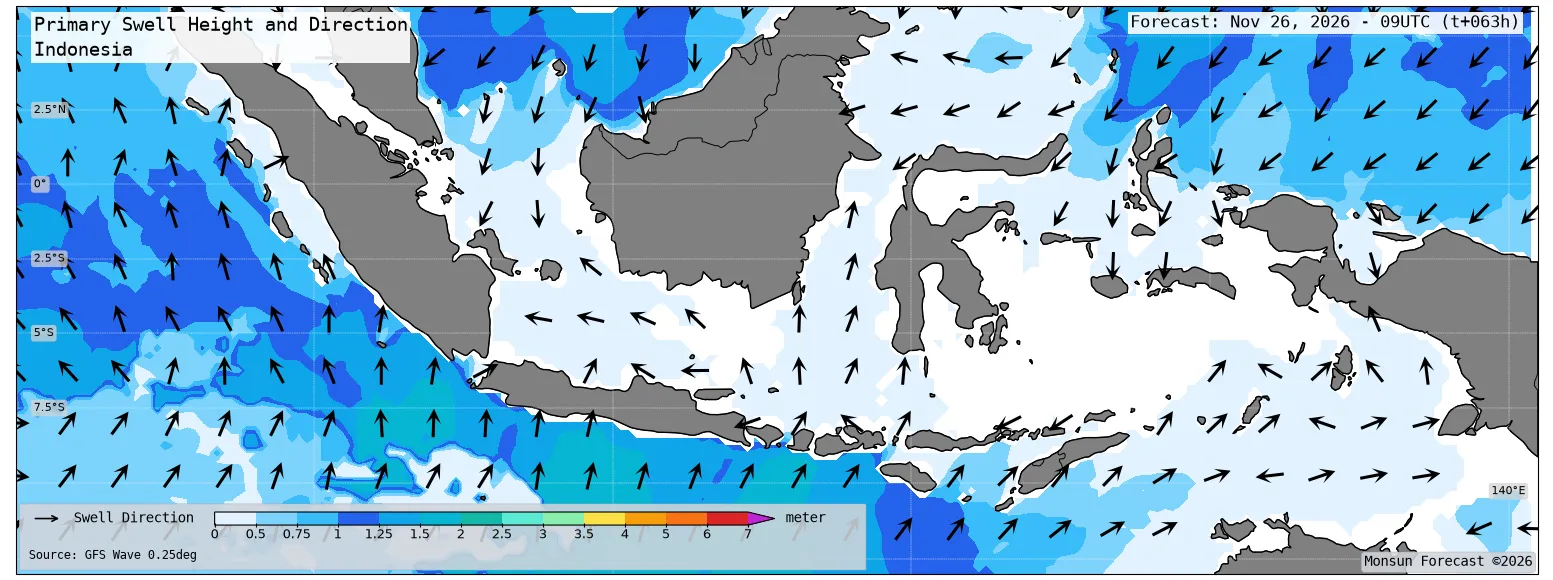 Primary Swell Height and Direction
Indonesia
Forecast: Nov 26, 2026 - 09UTC (t+063h)
2.5°N
0°
2.5°S
5°S
7.5°S
140°E
Swell Direction
0 0.5 0.75 1 1.25 1.5 2 2.5 3 3.5 4 5 6 7
meter
Source: GFS Wave 0.25deg
Monsun Forecast ©2026